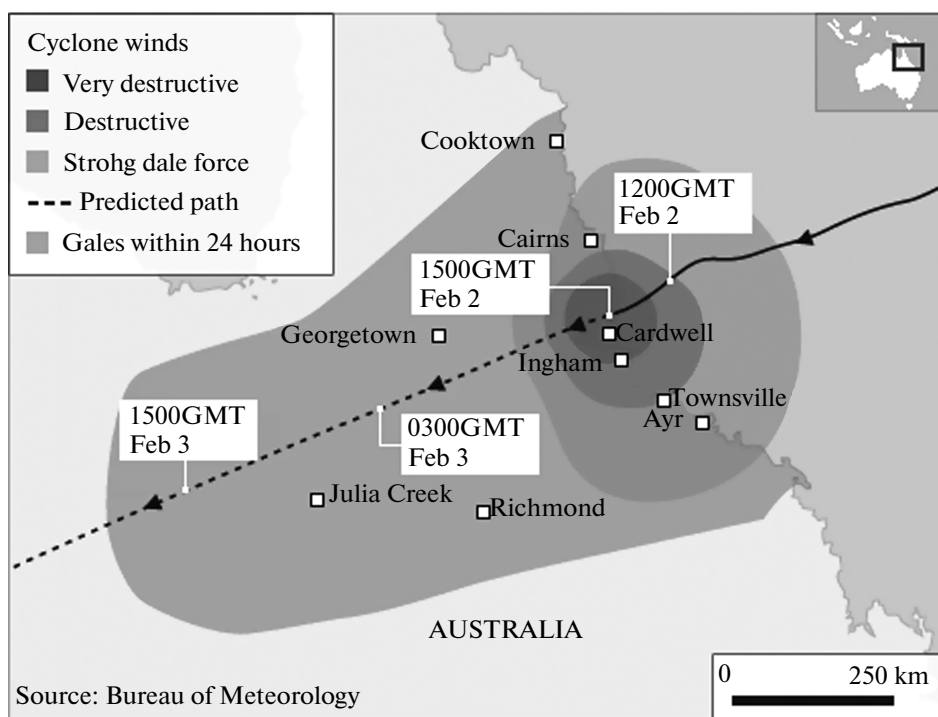 Cyclone winds
Very destructive
Destructive
Strohg dale force
Predicted path
Gales within 24 hours
Cooktown
1200GMT
Feb 2
Cairns
1500GMT
Feb 2
Georgetown
Cardwell
Ingham
Townsville
Ayr
1500GMT
Feb 3
0300GMT
Feb 3
Julia Creek
Richmond
AUSTRALIA
Source: Bureau of Meteorology
0 250 km